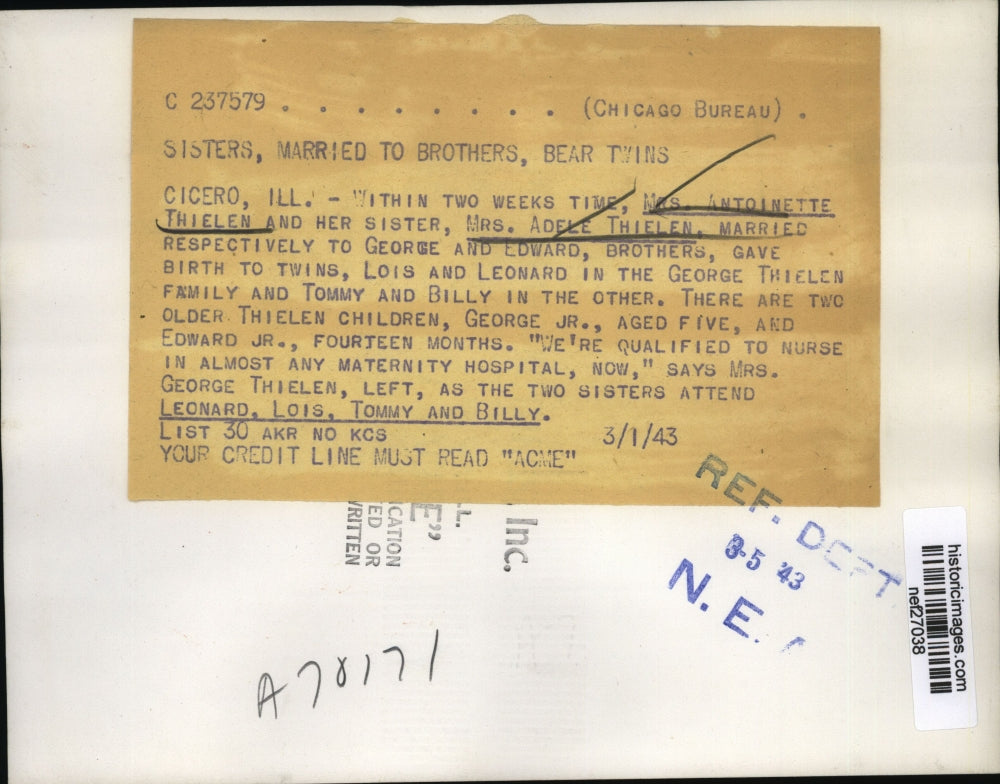 C 237579 . . . . . . . . . (CHICAGO BUREAU) .
SISTERS, MARRIED TO BROTHERS, BEAR TWINS
CICERO, ILL. - WITHIN TWO WEEKS TIME, MRS. ANTOINETTE
THIELEN AND HER SISTER, MRS. ADELE THIELEN, MARRIED
RESPECTIVELY TO GEORGE AND EDWARD, BROTHERS, GAVE
BIRTH TO TWINS, LOIS AND LEONARD IN THE GEORGE THIELEN
FAMILY AND TOMMY AND BILLY IN THE OTHER. THERE ARE TWO
OLDER THIELEN CHILDREN, GEORGE JR., AGED FIVE, AND
EDWARD JR., FOURTEEN MONTHS. "WE'RE QUALIFIED TO NURSE
IN ALMOST ANY MATERNITY HOSPITAL, NOW," SAYS MRS.
GEORGE THIELEN, LEFT, AS THE TWO SISTERS ATTEND
LEONARD, LOIS, TOMMY AND BILLY.
LIST 30 AKR NO KCS 3/1/43
YOUR CREDIT LINE MUST READ "ACME"
Inc.
L.
E"
ICATION
ED OR
WRITTEN
REF. DEPT
3-5 '43
N. E. A
historicimages.com
nef27038
A78171